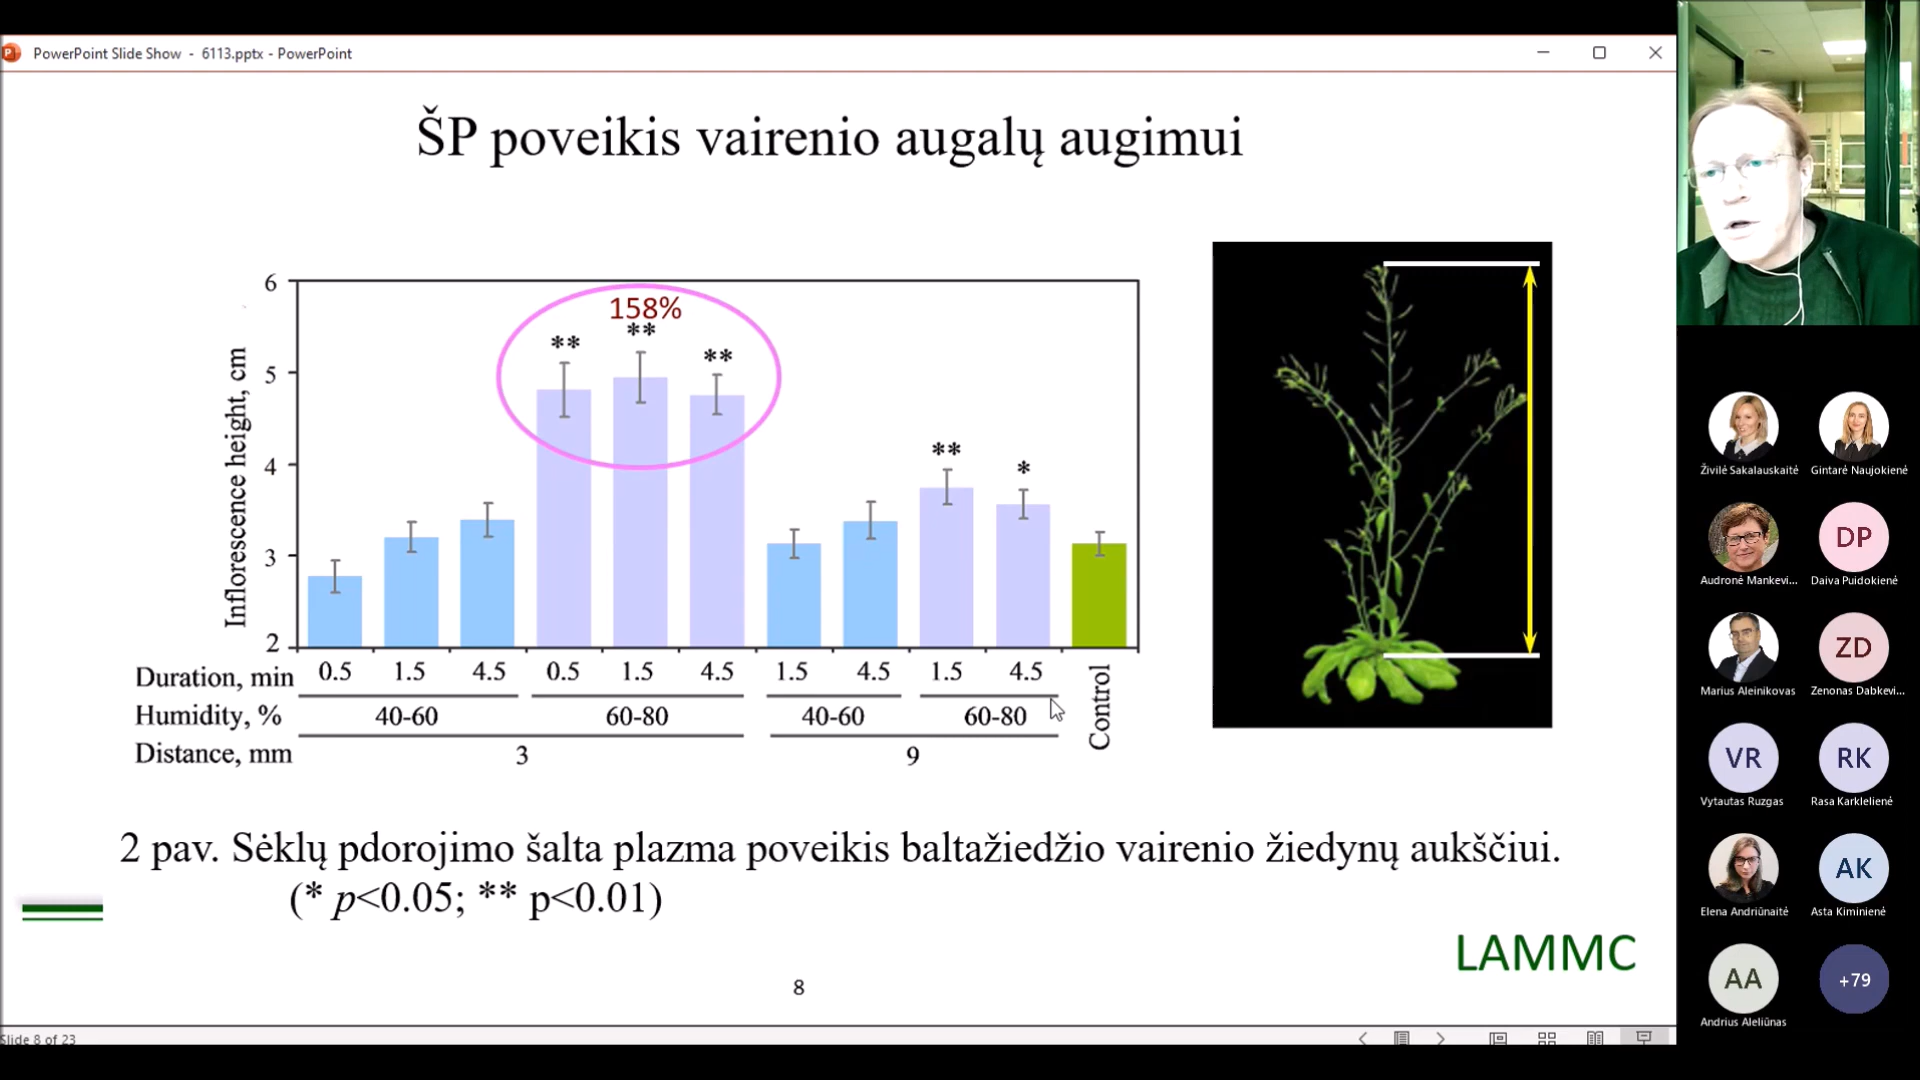 PowerPoint Slide Show - 6113.pptx - PowerPoint
ŠP poveikis vairenio augalų augimui
Inflorescence height, cm
6
5
4
3
2
158%
** ** **
** *
Duration, min 0.5 1.5 4.5 0.5 1.5 4.5 1.5 4.5 1.5 4.5 Control
Humidity, % 40-60 60-80 40-60 60-80
Distance, mm 3 9
2 pav. Sėklų pdorojimo šalta plazma poveikis baltažiedžio vairenio žiedynų aukščiui.
(* p<0.05; ** p<0.01)
LAMMC
8
Slide 8 of 23
Živilė Sakalauskaitė
Gintarė Naujokienė
Audronė Mankevi...
DP
Daiva Puidokienė
Marius Aleinikovas
ZD
Zenonas Dabkevi...
VR
Vytautas Ruzgas
RK
Rasa Karklelienė
Elena Andriūnaitė
AK
Asta Kiminienė
AA
Andrius Aleliūnas
+79